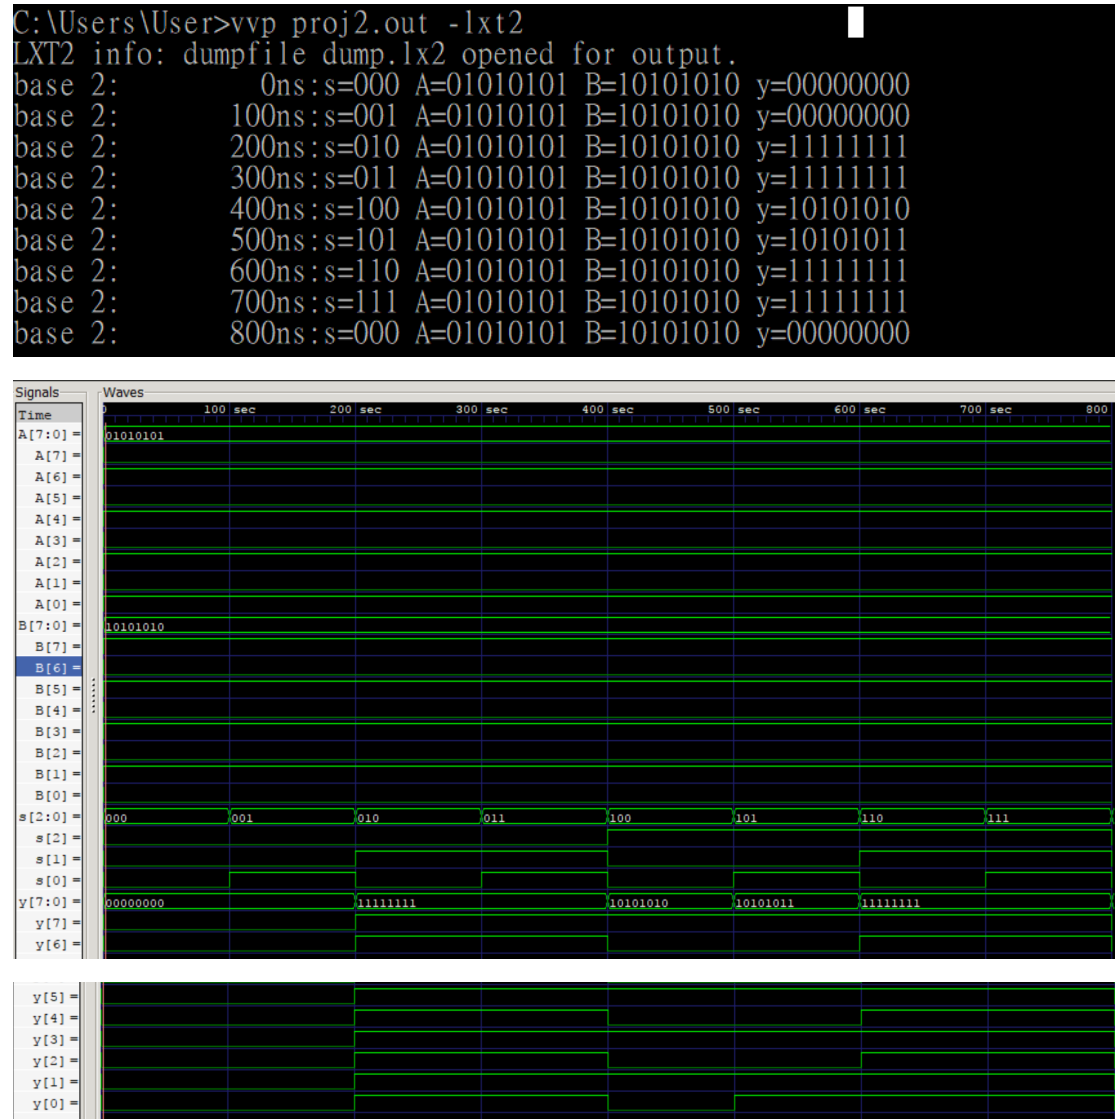 C:\Users\User>vvp proj2.out -lxt2
LXT2 info: dumpfile dump.lx2 opened for output.
base 2:          0ns:s=000 A=01010101 B=10101010 y=00000000
base 2:        100ns:s=001 A=01010101 B=10101010 y=00000000
base 2:        200ns:s=010 A=01010101 B=10101010 y=11111111
base 2:        300ns:s=011 A=01010101 B=10101010 y=11111111
base 2:        400ns:s=100 A=01010101 B=10101010 y=10101010
base 2:        500ns:s=101 A=01010101 B=10101010 y=10101011
base 2:        600ns:s=110 A=01010101 B=10101010 y=11111111
base 2:        700ns:s=111 A=01010101 B=10101010 y=11111111
base 2:        800ns:s=000 A=01010101 B=10101010 y=00000000
Signals Waves
Time 0 100 sec 200 sec 300 sec 400 sec 500 sec 600 sec 700 sec 800
A[7:0] = 01010101
A[7] =
A[6] =
A[5] =
A[4] =
A[3] =
A[2] =
A[1] =
A[0] =
B[7:0] = 10101010
B[7] =
B[6] =
B[5] =
B[4] =
B[3] =
B[2] =
B[1] =
B[0] =
s[2:0] = 000 001 010 011 100 101 110 111
s[2] =
s[1] =
s[0] =
y[7:0] = 00000000 11111111 10101010 10101011 11111111
y[7] =
y[6] =
y[5] =
y[4] =
y[3] =
y[2] =
y[1] =
y[0] =